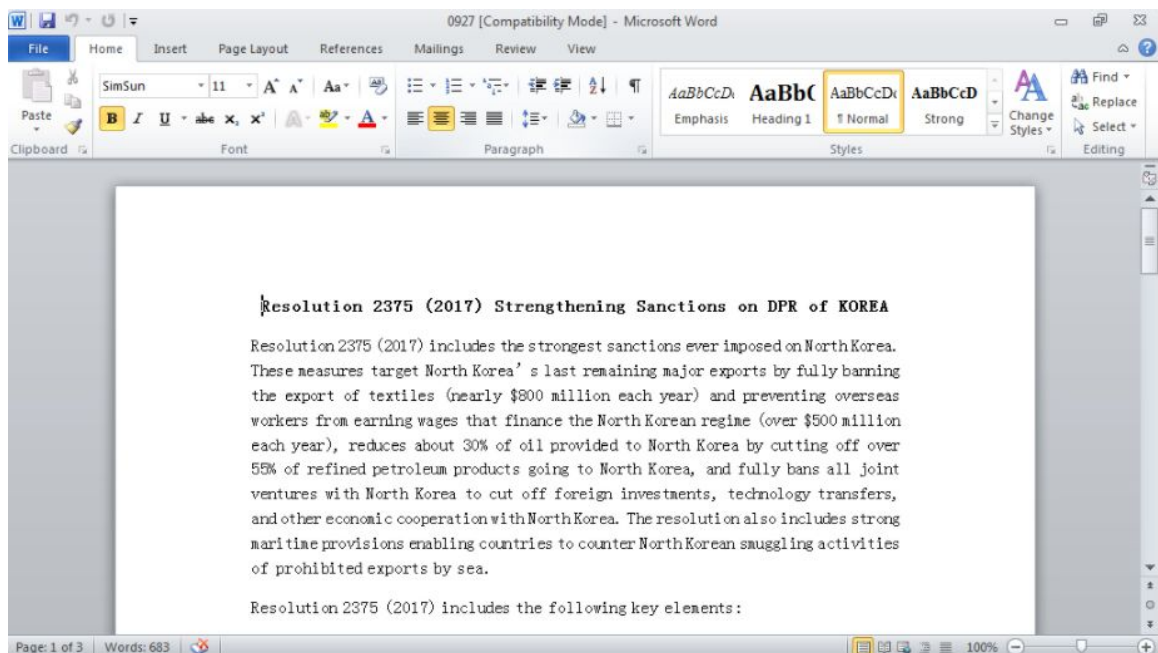 0927 [Compatibility Mode] - Microsoft Word
File Home Insert Page Layout References Mailings Review View
SimSun 11
Paste
Clipboard Font Paragraph Styles Editing
AaBbCcDc AaBb( AaBbCcDc AaBbCcD
Emphasis Heading 1 ¶ Normal Strong
Change Styles
Find
Replace
Select
Resolution 2375 (2017) Strengthening Sanctions on DPR of KOREA
Resolution 2375 (2017) includes the strongest sanctions ever imposed on North Korea.
These measures target North Korea's last remaining major exports by fully banning
the export of textiles (nearly $800 million each year) and preventing overseas
workers from earning wages that finance the North Korean regime (over $500 million
each year), reduces about 30% of oil provided to North Korea by cutting off over
55% of refined petroleum products going to North Korea, and fully bans all joint
ventures with North Korea to cut off foreign investments, technology transfers,
and other economic cooperation with North Korea. The resolution also includes strong
maritime provisions enabling countries to counter North Korean smuggling activities
of prohibited exports by sea.
Resolution 2375 (2017) includes the following key elements:
Page: 1 of 3 Words: 683 100%